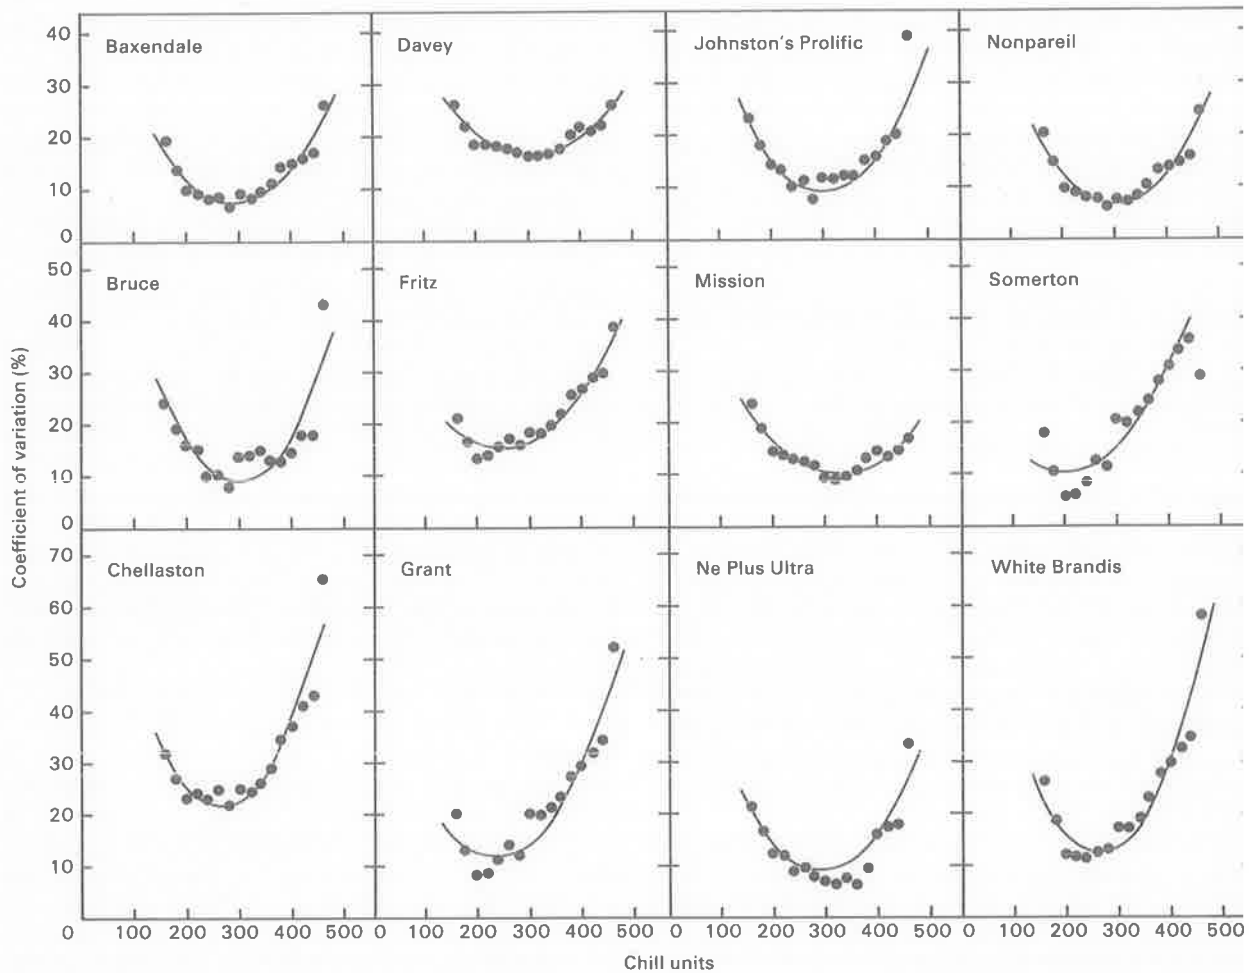 40
30
20
10
0
Baxendale
Davey
Johnston's Prolific
Nonpareil
50
40
30
20
10
0
Bruce
Fritz
Mission
Somerton
70
60
50
40
30
20
10
Chellaston
Grant
Ne Plus Ultra
White Brandis
Coefficient of variation (%)
0 100 200 300 400 500 0 100 200 300 400 500 0 100 200 300 400 500 0 100 200 300 400 500
Chill units